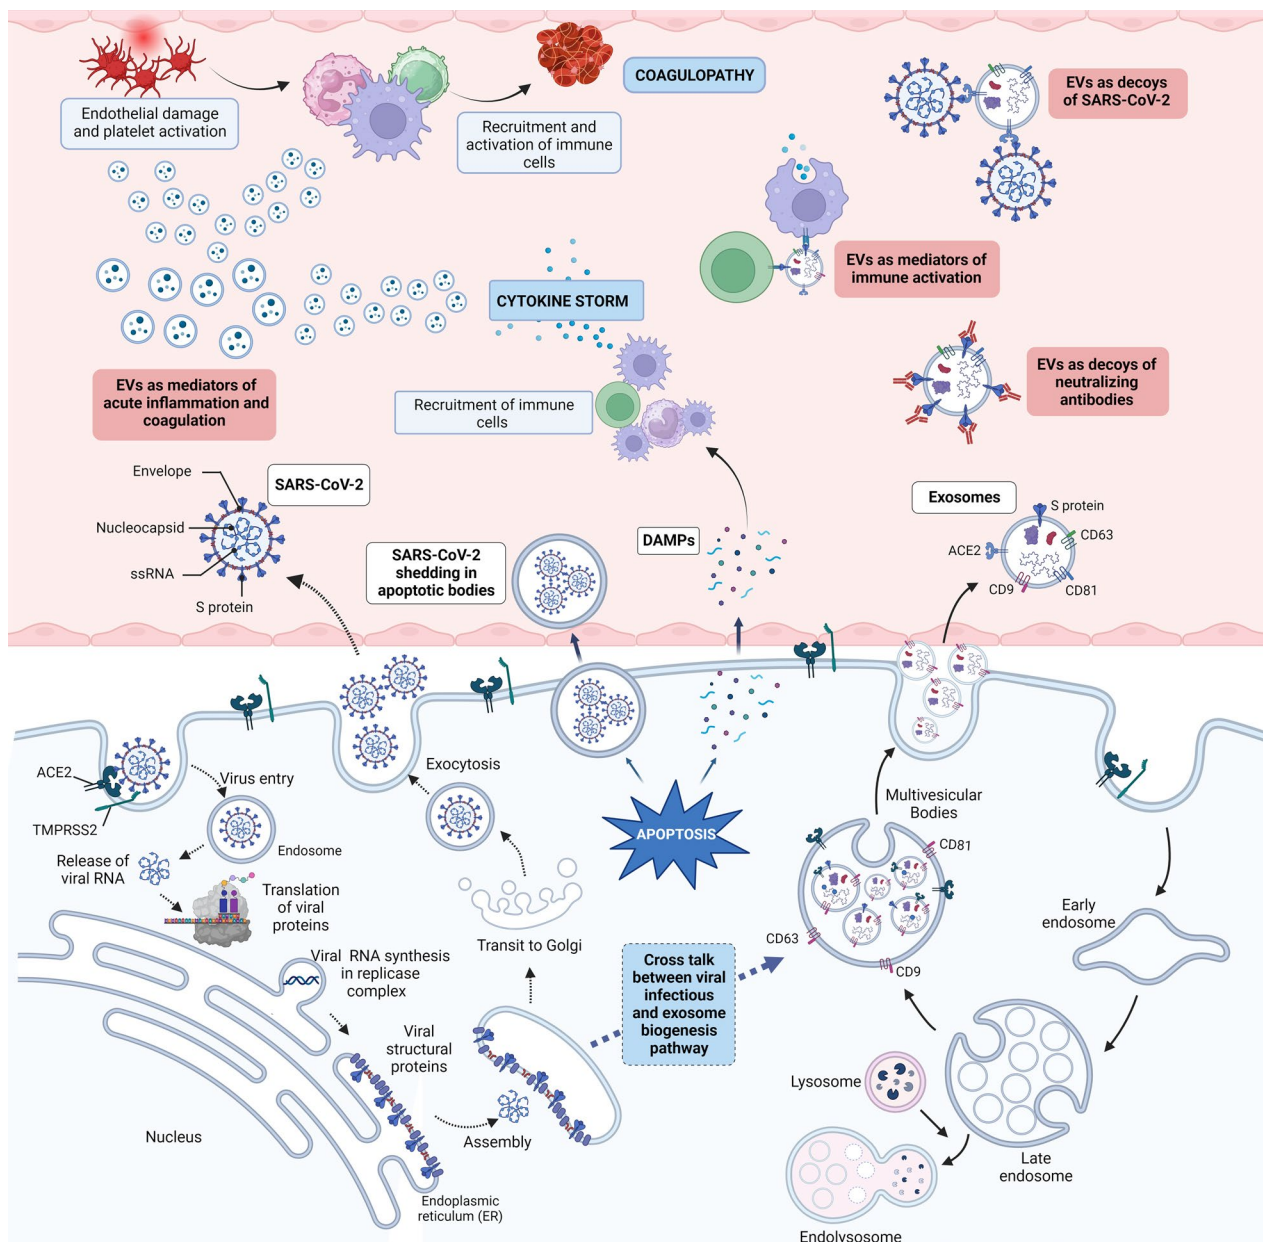 Endothelial damage
and platelet activation
Recruitment and
activation of immune
cells
COAGULOPATHY
EVs as decoys
of SARS-CoV-2
EVs as mediators of
immune activation
CYTOKINE STORM
EVs as decoys of
neutralizing
antibodies
EVs as mediators of
acute inflammation and
coagulation
Recruitment of immune
cells
Envelope
SARS-CoV-2
Nucleocapsid
ssRNA
S protein
SARS-CoV-2
shedding in
apoptotic bodies
DAMPs
Exosomes
S protein
CD63
ACE2
CD9
CD81
ACE2
TMPRSS2
Virus entry
Endosome
Release of
viral RNA
Translation
of viral
proteins
Exocytosis
APOPTOSIS
Transit to Golgi
Viral RNA synthesis
in replicase
complex
Viral
structural
proteins
Assembly
Nucleus
Endoplasmic
reticulum (ER)
Cross talk
between viral
infectious
and exosome
biogenesis
pathway
Multivesicular
Bodies
CD81
CD63
CD9
Early
endosome
Lysosome
Late
endosome
Endolysosome